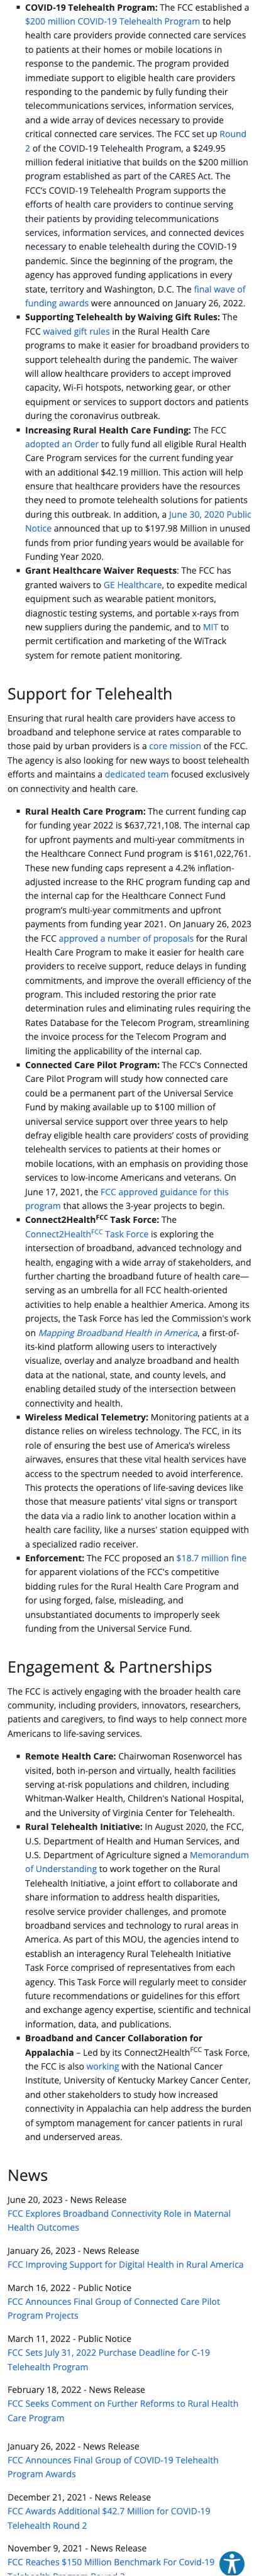 ▪ COVID-19 Telehealth Program: The FCC established a
$200 million COVID-19 Telehealth Program to help
health care providers provide connected care services
to patients at their homes or mobile locations in
response to the pandemic. The program provided
immediate support to eligible health care providers
responding to the pandemic by fully funding their
telecommunications services, information services,
and a wide array of devices necessary to provide
critical connected care services. The FCC set up Round
2 of the COVID-19 Telehealth Program, a $249.95
million federal initiative that builds on the $200 million
program established as part of the CARES Act. The
FCC's COVID-19 Telehealth Program supports the
efforts of health care providers to continue serving
their patients by providing telecommunications
services, information services, and connected devices
necessary to enable telehealth during the COVID-19
pandemic. Since the beginning of the program, the
agency has approved funding applications in every
state, territory and Washington, D.C. The final wave of
funding awards were announced on January 26, 2022.
▪ Supporting Telehealth by Waiving Gift Rules: The
FCC waived gift rules in the Rural Health Care
programs to make it easier for broadband providers to
support telehealth during the pandemic. The waiver
will allow healthcare providers to accept improved
capacity, Wi-Fi hotspots, networking gear, or other
equipment or services to support doctors and patients
during the coronavirus outbreak.
▪ Increasing Rural Health Care Funding: The FCC
adopted an Order to fully fund all eligible Rural Health
Care Program services for the current funding year
with an additional $42.19 million. This action will help
ensure that healthcare providers have the resources
they need to promote telehealth solutions for patients
during this outbreak. In addition, a June 30, 2020 Public
Notice announced that up to $197.98 Million in unused
funds from prior funding years would be available for
Funding Year 2020.
▪ Grant Healthcare Waiver Requests: The FCC has
granted waivers to GE Healthcare, to expedite medical
equipment such as wearable patient monitors,
diagnostic testing systems, and portable x-rays from
new suppliers during the pandemic, and to MIT to
permit certification and marketing of the WiTrack
system for remote patient monitoring.
Support for Telehealth
Ensuring that rural health care providers have access to
broadband and telephone service at rates comparable to
those paid by urban providers is a core mission of the FCC.
The agency is also looking for new ways to boost telehealth
efforts and maintains a dedicated team focused exclusively
on connectivity and health care.
▪ Rural Health Care Program: The current funding cap
for funding year 2022 is $637,721,108. The internal cap
for upfront payments and multi-year commitments in
the Healthcare Connect Fund program is $161,022,761.
These new funding caps represent a 4.2% inflation-
adjusted increase to the RHC program funding cap and
the internal cap for the Healthcare Connect Fund
program's multi-year commitments and upfront
payments from funding year 2021. On January 26, 2023
the FCC approved a number of proposals for the Rural
Health Care Program to make it easier for health care
providers to receive support, reduce delays in funding
commitments, and improve the overall efficiency of the
program. This included restoring the prior rate
determination rules and eliminating rules requiring the
Rates Database for the Telecom Program, streamlining
the invoice process for the Telecom Program and
limiting the applicability of the internal cap.
▪ Connected Care Pilot Program: The FCC's Connected
Care Pilot Program will study how connected care
could be a permanent part of the Universal Service
Fund by making available up to $100 million of
universal service support over three years to help
defray eligible health care providers' costs of providing
telehealth services to patients at their homes or
mobile locations, with an emphasis on providing those
services to low-income Americans and veterans. On
June 17, 2021, the FCC approved guidance for this
program that allows the 3-year projects to begin.
▪ Connect2HealthFCC Task Force: The
Connect2HealthFCC Task Force is exploring the
intersection of broadband, advanced technology and
health, engaging with a wide array of stakeholders, and
further charting the broadband future of health care—
serving as an umbrella for all FCC health-oriented
activities to help enable a healthier America. Among its
projects, the Task Force has led the Commission's work
on Mapping Broadband Health in America, a first-of-
its-kind platform allowing users to interactively
visualize, overlay and analyze broadband and health
data at the national, state, and county levels, and
enabling detailed study of the intersection between
connectivity and health.
▪ Wireless Medical Telemetry: Monitoring patients at a
distance relies on wireless technology. The FCC, in its
role of ensuring the best use of America's wireless
airwaves, ensures that these vital health services have
access to the spectrum needed to avoid interference.
This protects the operations of life-saving devices like
those that measure patients' vital signs or transport
the data via a radio link to another location within a
health care facility, like a nurses' station equipped with
a specialized radio receiver.
▪ Enforcement: The FCC proposed an $18.7 million fine
for apparent violations of the FCC's competitive
bidding rules for the Rural Health Care Program and
for using forged, false, misleading, and
unsubstantiated documents to improperly seek
funding from the Universal Service Fund.
Engagement & Partnerships
The FCC is actively engaging with the broader health care
community, including providers, innovators, researchers,
patients and caregivers, to find ways to help connect more
Americans to life-saving services.
▪ Remote Health Care: Chairwoman Rosenworcel has
visited, both in-person and virtually, health facilities
serving at-risk populations and children, including
Whitman-Walker Health, Children's National Hospital,
and the University of Virginia Center for Telehealth.
▪ Rural Telehealth Initiative: In August 2020, the FCC,
U.S. Department of Health and Human Services, and
U.S. Department of Agriculture signed a Memorandum
of Understanding to work together on the Rural
Telehealth Initiative, a joint effort to collaborate and
share information to address health disparities,
resolve service provider challenges, and promote
broadband services and technology to rural areas in
America. As part of this MOU, the agencies intend to
establish an interagency Rural Telehealth Initiative
Task Force comprised of representatives from each
agency. This Task Force will regularly meet to consider
future recommendations or guidelines for this effort
and exchange agency expertise, scientific and technical
information, data, and publications.
▪ Broadband and Cancer Collaboration for
Appalachia – Led by its Connect2HealthFCC Task Force,
the FCC is also working with the National Cancer
Institute, University of Kentucky Markey Cancer Center,
and other stakeholders to study how increased
connectivity in Appalachia can help address the burden
of symptom management for cancer patients in rural
and underserved areas.
News
June 20, 2023 - News Release
FCC Explores Broadband Connectivity Role in Maternal
Health Outcomes
January 26, 2023 - News Release
FCC Improving Support for Digital Health in Rural America
March 16, 2022 - Public Notice
FCC Announces Final Group of Connected Care Pilot
Program Projects
March 11, 2022 - Public Notice
FCC Sets July 31, 2022 Purchase Deadline for C-19
Telehealth Program
February 18, 2022 - News Release
FCC Seeks Comment on Further Reforms to Rural Health
Care Program
January 26, 2022 - News Release
FCC Announces Final Group of COVID-19 Telehealth
Program Awards
December 21, 2021 - News Release
FCC Awards Additional $42.7 Million for COVID-19
Telehealth Round 2
November 9, 2021 - News Release
FCC Reaches $150 Million Benchmark For Covid-19
Telehealth Program Round 2